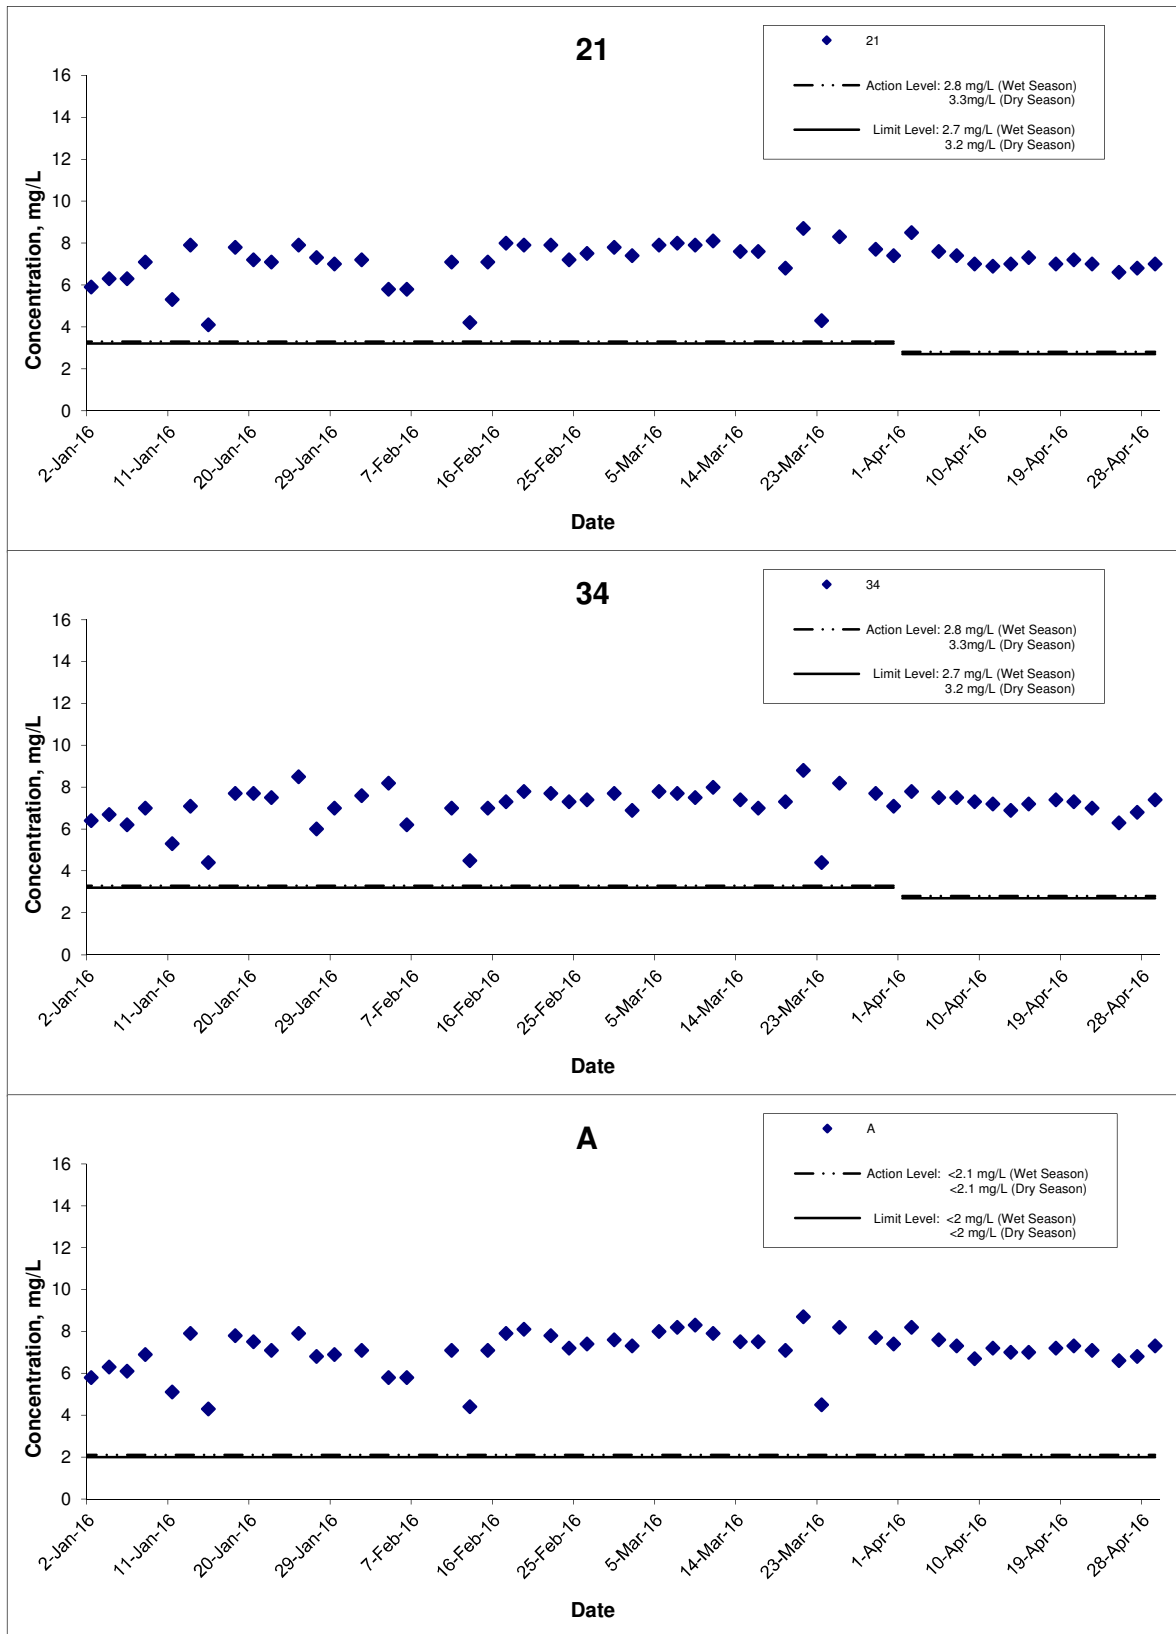 21
21
Action Level: 2.8 mg/L (Wet Season)
3.3mg/L (Dry Season)
Limit Level: 2.7 mg/L (Wet Season)
3.2 mg/L (Dry Season)
Concentration, mg/L
16
14
12
10
8
6
4
2
0
2-Jan-16
11-Jan-16
20-Jan-16
29-Jan-16
7-Feb-16
16-Feb-16
25-Feb-16
5-Mar-16
14-Mar-16
23-Mar-16
1-Apr-16
10-Apr-16
19-Apr-16
28-Apr-16
Date
34
34
Action Level: 2.8 mg/L (Wet Season)
3.3mg/L (Dry Season)
Limit Level: 2.7 mg/L (Wet Season)
3.2 mg/L (Dry Season)
Concentration, mg/L
16
14
12
10
8
6
4
2
0
2-Jan-16
11-Jan-16
20-Jan-16
29-Jan-16
7-Feb-16
16-Feb-16
25-Feb-16
5-Mar-16
14-Mar-16
23-Mar-16
1-Apr-16
10-Apr-16
19-Apr-16
28-Apr-16
Date
A
A
Action Level: <2.1 mg/L (Wet Season)
<2.1 mg/L (Dry Season)
Limit Level: <2 mg/L (Wet Season)
<2 mg/L (Dry Season)
Concentration, mg/L
16
14
12
10
8
6
4
2
0
2-Jan-16
11-Jan-16
20-Jan-16
29-Jan-16
7-Feb-16
16-Feb-16
25-Feb-16
5-Mar-16
14-Mar-16
23-Mar-16
1-Apr-16
10-Apr-16
19-Apr-16
28-Apr-16
Date